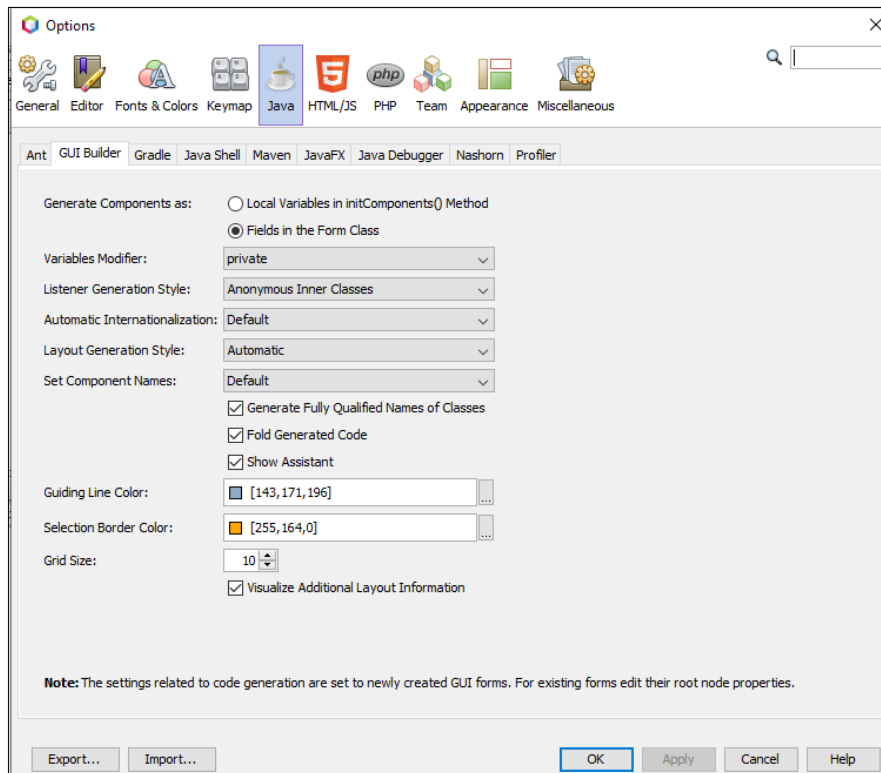 Options
General Editor Fonts & Colors Keymap Java HTML/JS PHP Team Appearance Miscellaneous
Ant GUI Builder Gradle Java Shell Maven JavaFX Java Debugger Nashorn Profiler
Generate Components as: Local Variables in initComponents() Method
Fields in the Form Class
Variables Modifier: private
Listener Generation Style: Anonymous Inner Classes
Automatic Internationalization: Default
Layout Generation Style: Automatic
Set Component Names: Default
Generate Fully Qualified Names of Classes
Fold Generated Code
Show Assistant
Guiding Line Color: [143,171,196] ...
Selection Border Color: [255,164,0] ...
Grid Size: 10
Visualize Additional Layout Information
Note: The settings related to code generation are set to newly created GUI forms. For existing forms edit their root node properties.
Export... Import... OK Apply Cancel Help